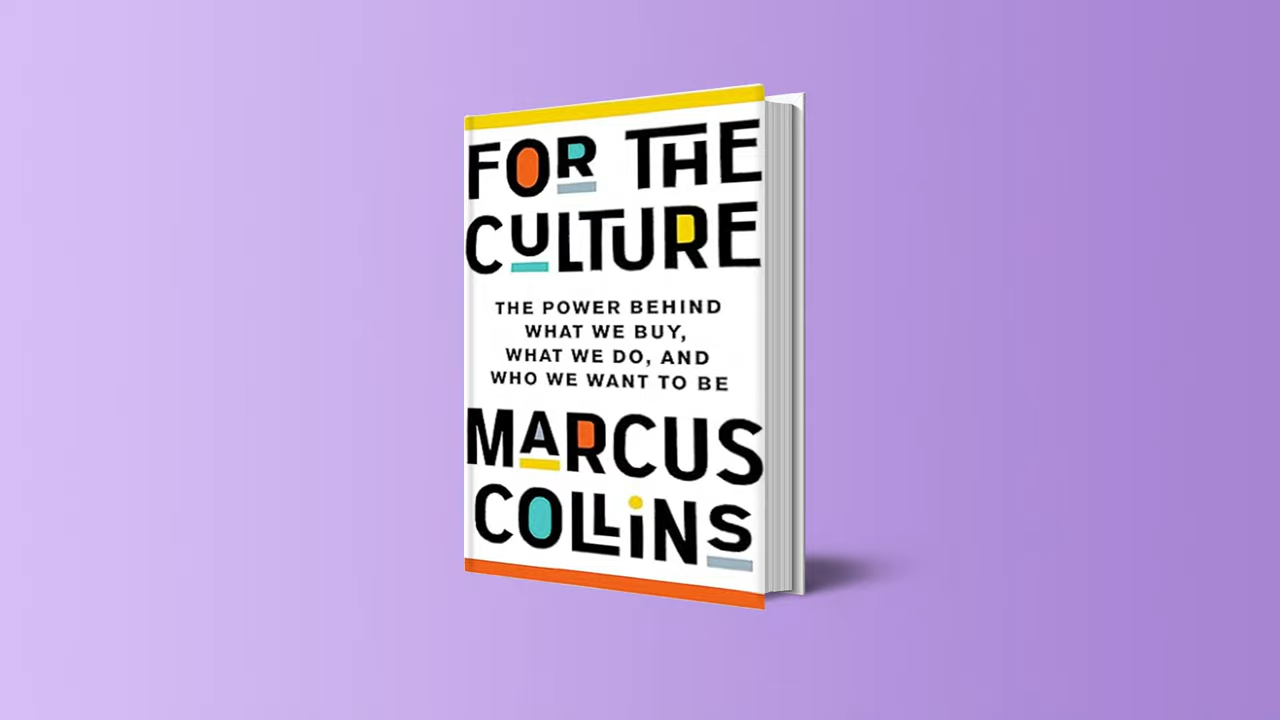 FOR THE
CULTURE
THE POWER BEHIND
WHAT WE BUY,
WHAT WE DO, AND
WHO WE WANT TO BE
MARCUS
COLLiNS